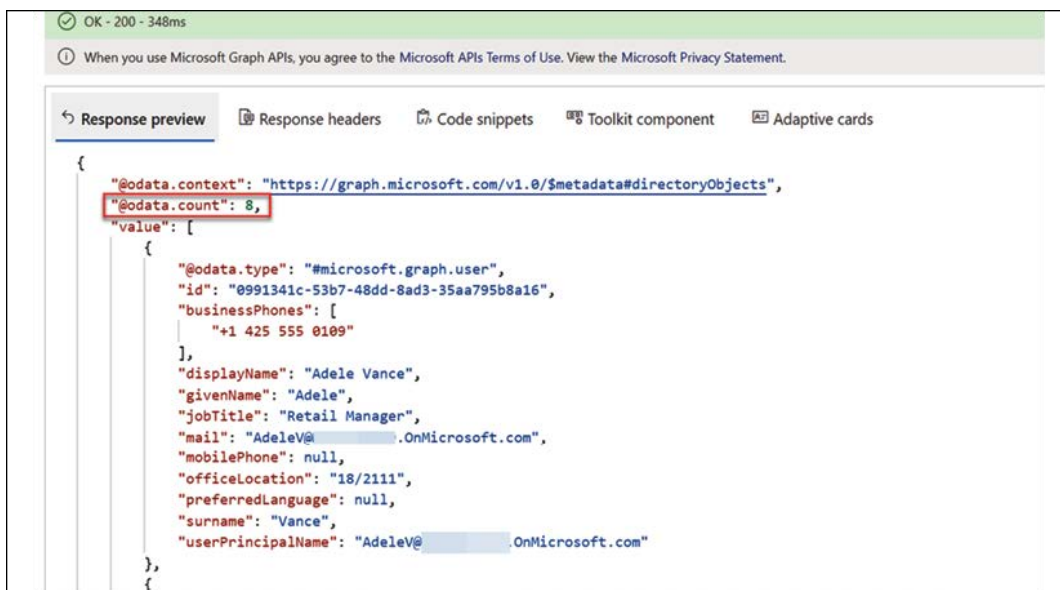 OK - 200 - 348ms
When you use Microsoft Graph APIs, you agree to the Microsoft APIs Terms of Use. View the Microsoft Privacy Statement.
Response preview Response headers Code snippets Toolkit component Adaptive cards
{
"@odata.context": "https://graph.microsoft.com/v1.0/$metadata#directoryObjects",
"@odata.count": 8,
"value": [
{
"@odata.type": "#microsoft.graph.user",
"id": "0991341c-53b7-48dd-8ad3-35aa795b8a16",
"businessPhones": [
"+1 425 555 0109"
],
"displayName": "Adele Vance",
"givenName": "Adele",
"jobTitle": "Retail Manager",
"mail": "AdeleV@ .OnMicrosoft.com",
"mobilePhone": null,
"officeLocation": "18/2111",
"preferredLanguage": null,
"surname": "Vance",
"userPrincipalName": "AdeleV@ .OnMicrosoft.com"
},
{